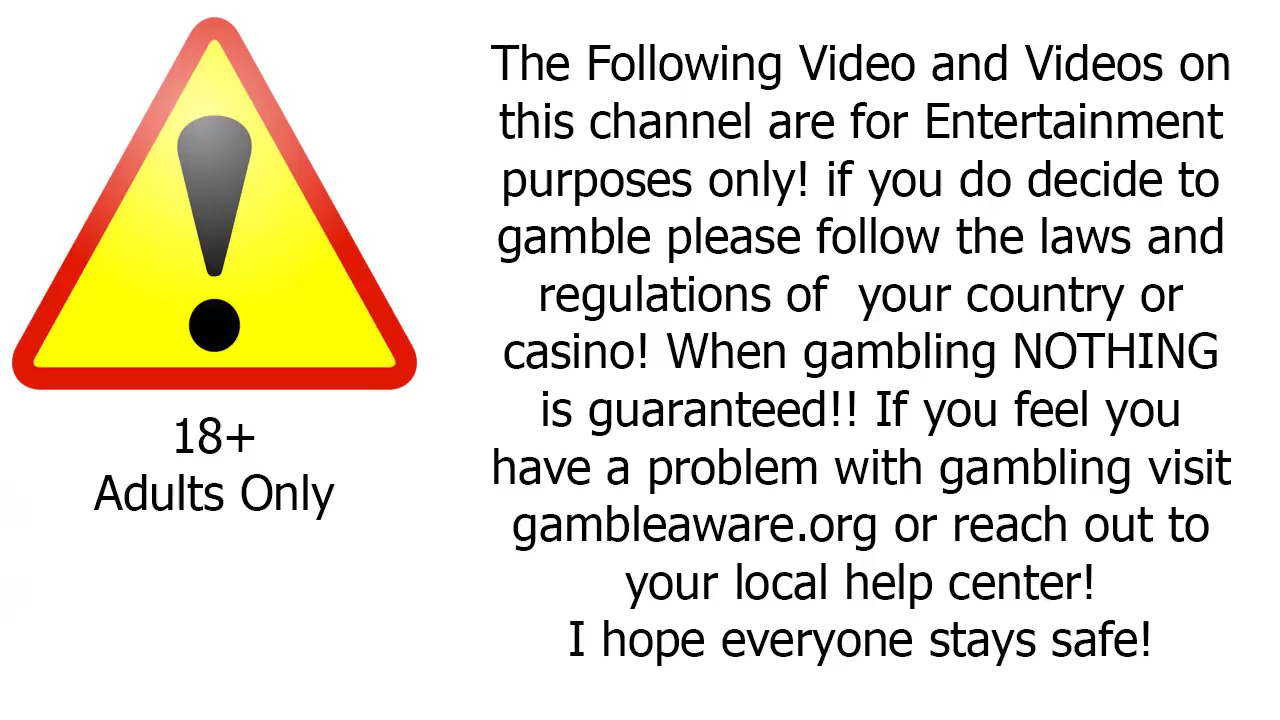 18+
Adults Only
The Following Video and Videos on
this channel are for Entertainment
purposes only! if you do decide to
gamble please follow the laws and
regulations of  your country or
casino! When gambling NOTHING
is guaranteed!! If you feel you
have a problem with gambling visit
gambleaware.org or reach out to
your local help center!
I hope everyone stays safe!